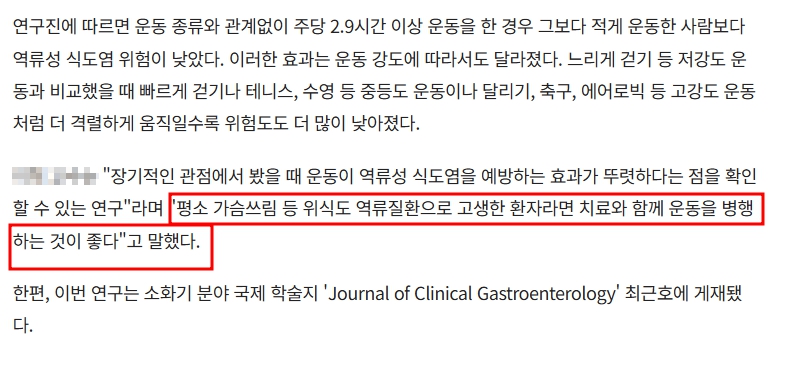 연구진에 따르면 운동 종류와 관계없이 주당 2.9시간 이상 운동을 한 경우 그보다 적게 운동한 사람보다
역류성 식도염 위험이 낮았다. 이러한 효과는 운동 강도에 따라서도 달라졌다. 느리게 걷기 등 저강도 운
동과 비교했을 때 빠르게 걷기나 테니스, 수영 등 중등도 운동이나 달리기, 축구, 에어로빅 등 고강도 운동
처럼 더 격렬하게 움직일수록 위험도도 더 많이 낮아졌다.
"장기적인 관점에서 봤을 때 운동이 역류성 식도염을 예방하는 효과가 뚜렷하다는 점을 확인
할 수 있는 연구"라며 "평소 가슴쓰림 등 위식도 역류질환으로 고생한 환자라면 치료와 함께 운동을 병행
하는 것이 좋다"고 말했다.
한편, 이번 연구는 소화기 분야 국제 학술지 'Journal of Clinical Gastroenterology' 최근호에 게재됐
다.